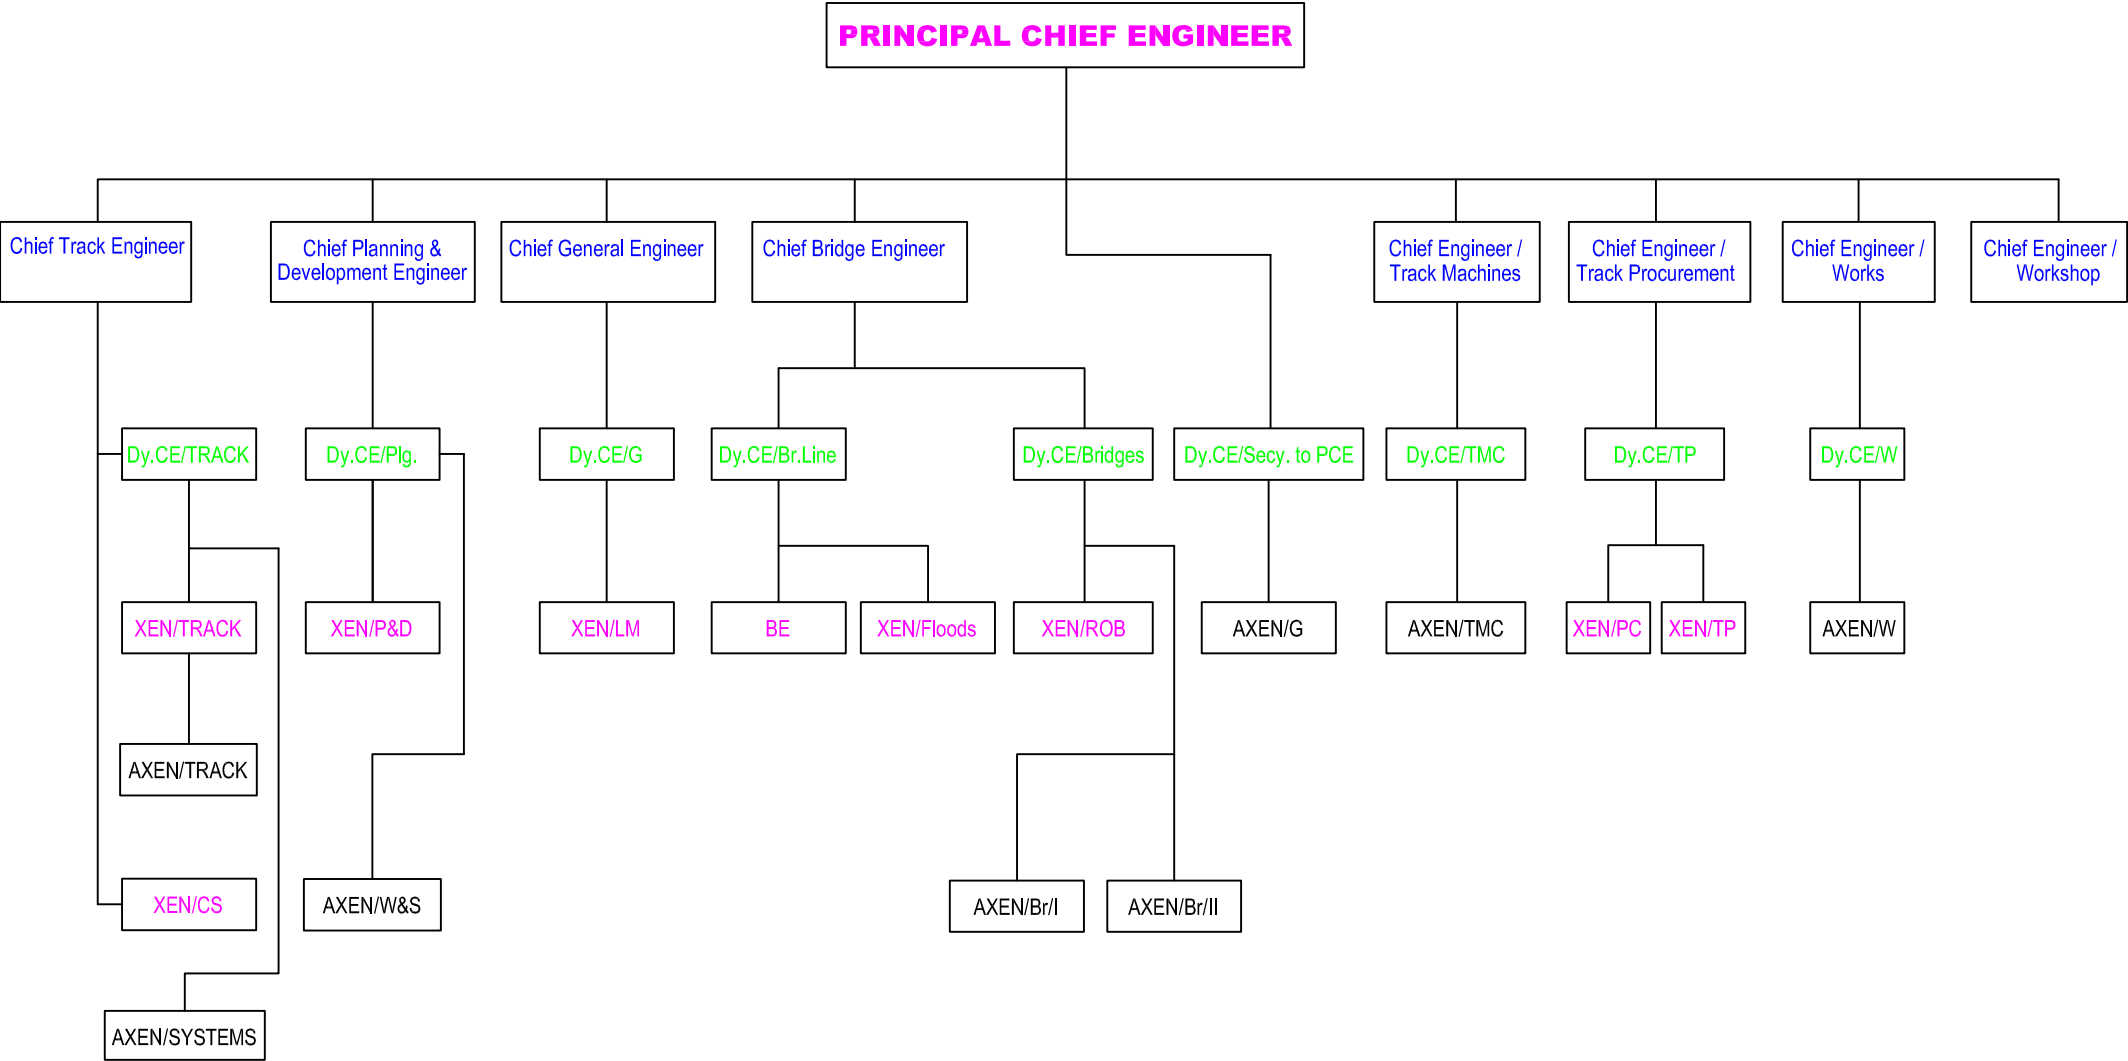 PRINCIPAL CHIEF ENGINEER
Chief Track Engineer
Chief Planning &
Development Engineer
Chief General Engineer
Chief Bridge Engineer
Chief Engineer /
Track Machines
Chief Engineer /
Track Procurement
Chief Engineer /
Works
Chief Engineer /
Workshop
Dy.CE/TRACK
Dy.CE/Plg.
Dy.CE/G
Dy.CE/Br.Line
Dy.CE/Bridges
Dy.CE/Secy. to PCE
Dy.CE/TMC
Dy.CE/TP
Dy.CE/W
XEN/TRACK
XEN/P&D
XEN/LM
BE
XEN/Floods
XEN/ROB
AXEN/G
AXEN/TMC
XEN/PC
XEN/TP
AXEN/W
AXEN/TRACK
XEN/CS
AXEN/W&S
AXEN/Br/I
AXEN/Br/II
AXEN/SYSTEMS